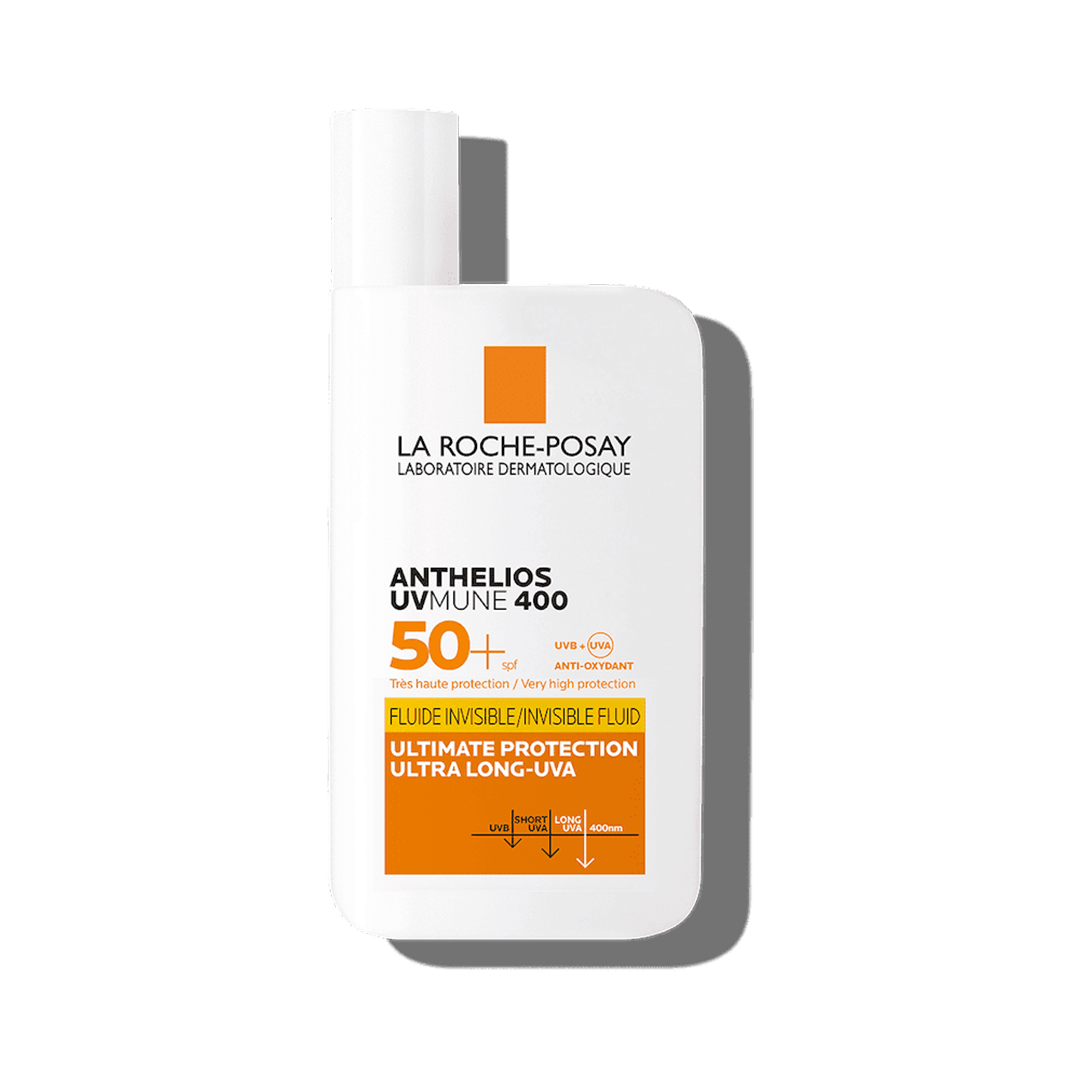 LA ROCHE-POSAY
LABORATOIRE DERMATOLOGIQUE
ANTHELIOS
UVMUNE 400
50+ spf
UVB + UVA
ANTI-OXYDANT
Très haute protection / Very high protection
FLUIDE INVISIBLE/INVISIBLE FLUID
ULTIMATE PROTECTION
ULTRA LONG-UVA
UVB
SHORT UVA
LONG UVA
400nm